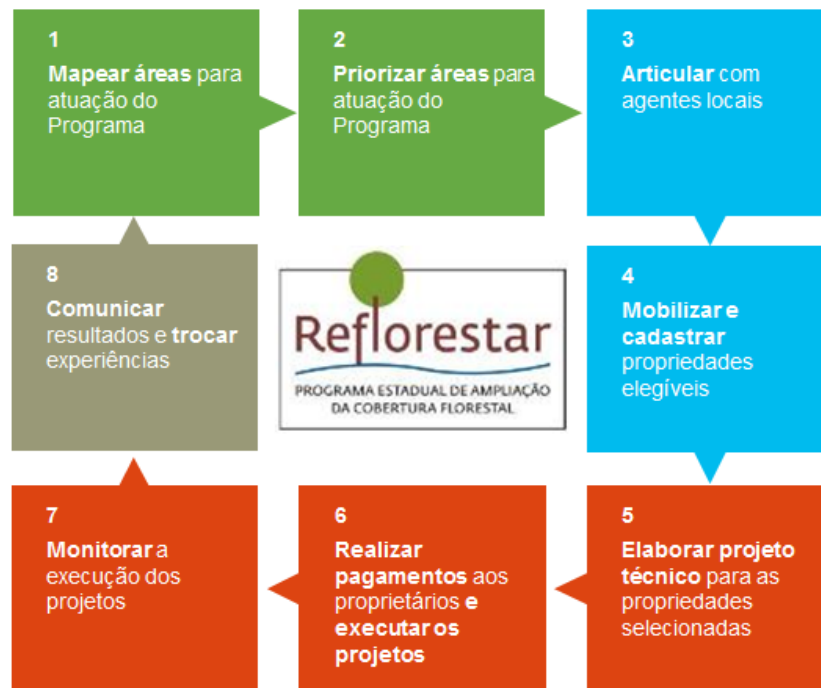 1
Mapear áreas para
atuação do
Programa
2
Priorizar áreas para
atuação do
Programa
3
Articular com
agentes locais
4
Mobilizar e
cadastrar
propriedades
elegíveis
5
Elaborar projeto
técnico para as
propriedades
selecionadas
6
Realizar
pagamentos aos
proprietários e
executar os
projetos
7
Monitorar a
execução dos
projetos
8
Comunicar
resultados e trocar
experiências
Reflorestar
PROGRAMA ESTADUAL DE AMPLIAÇÃO
DA COBERTURA FLORESTAL